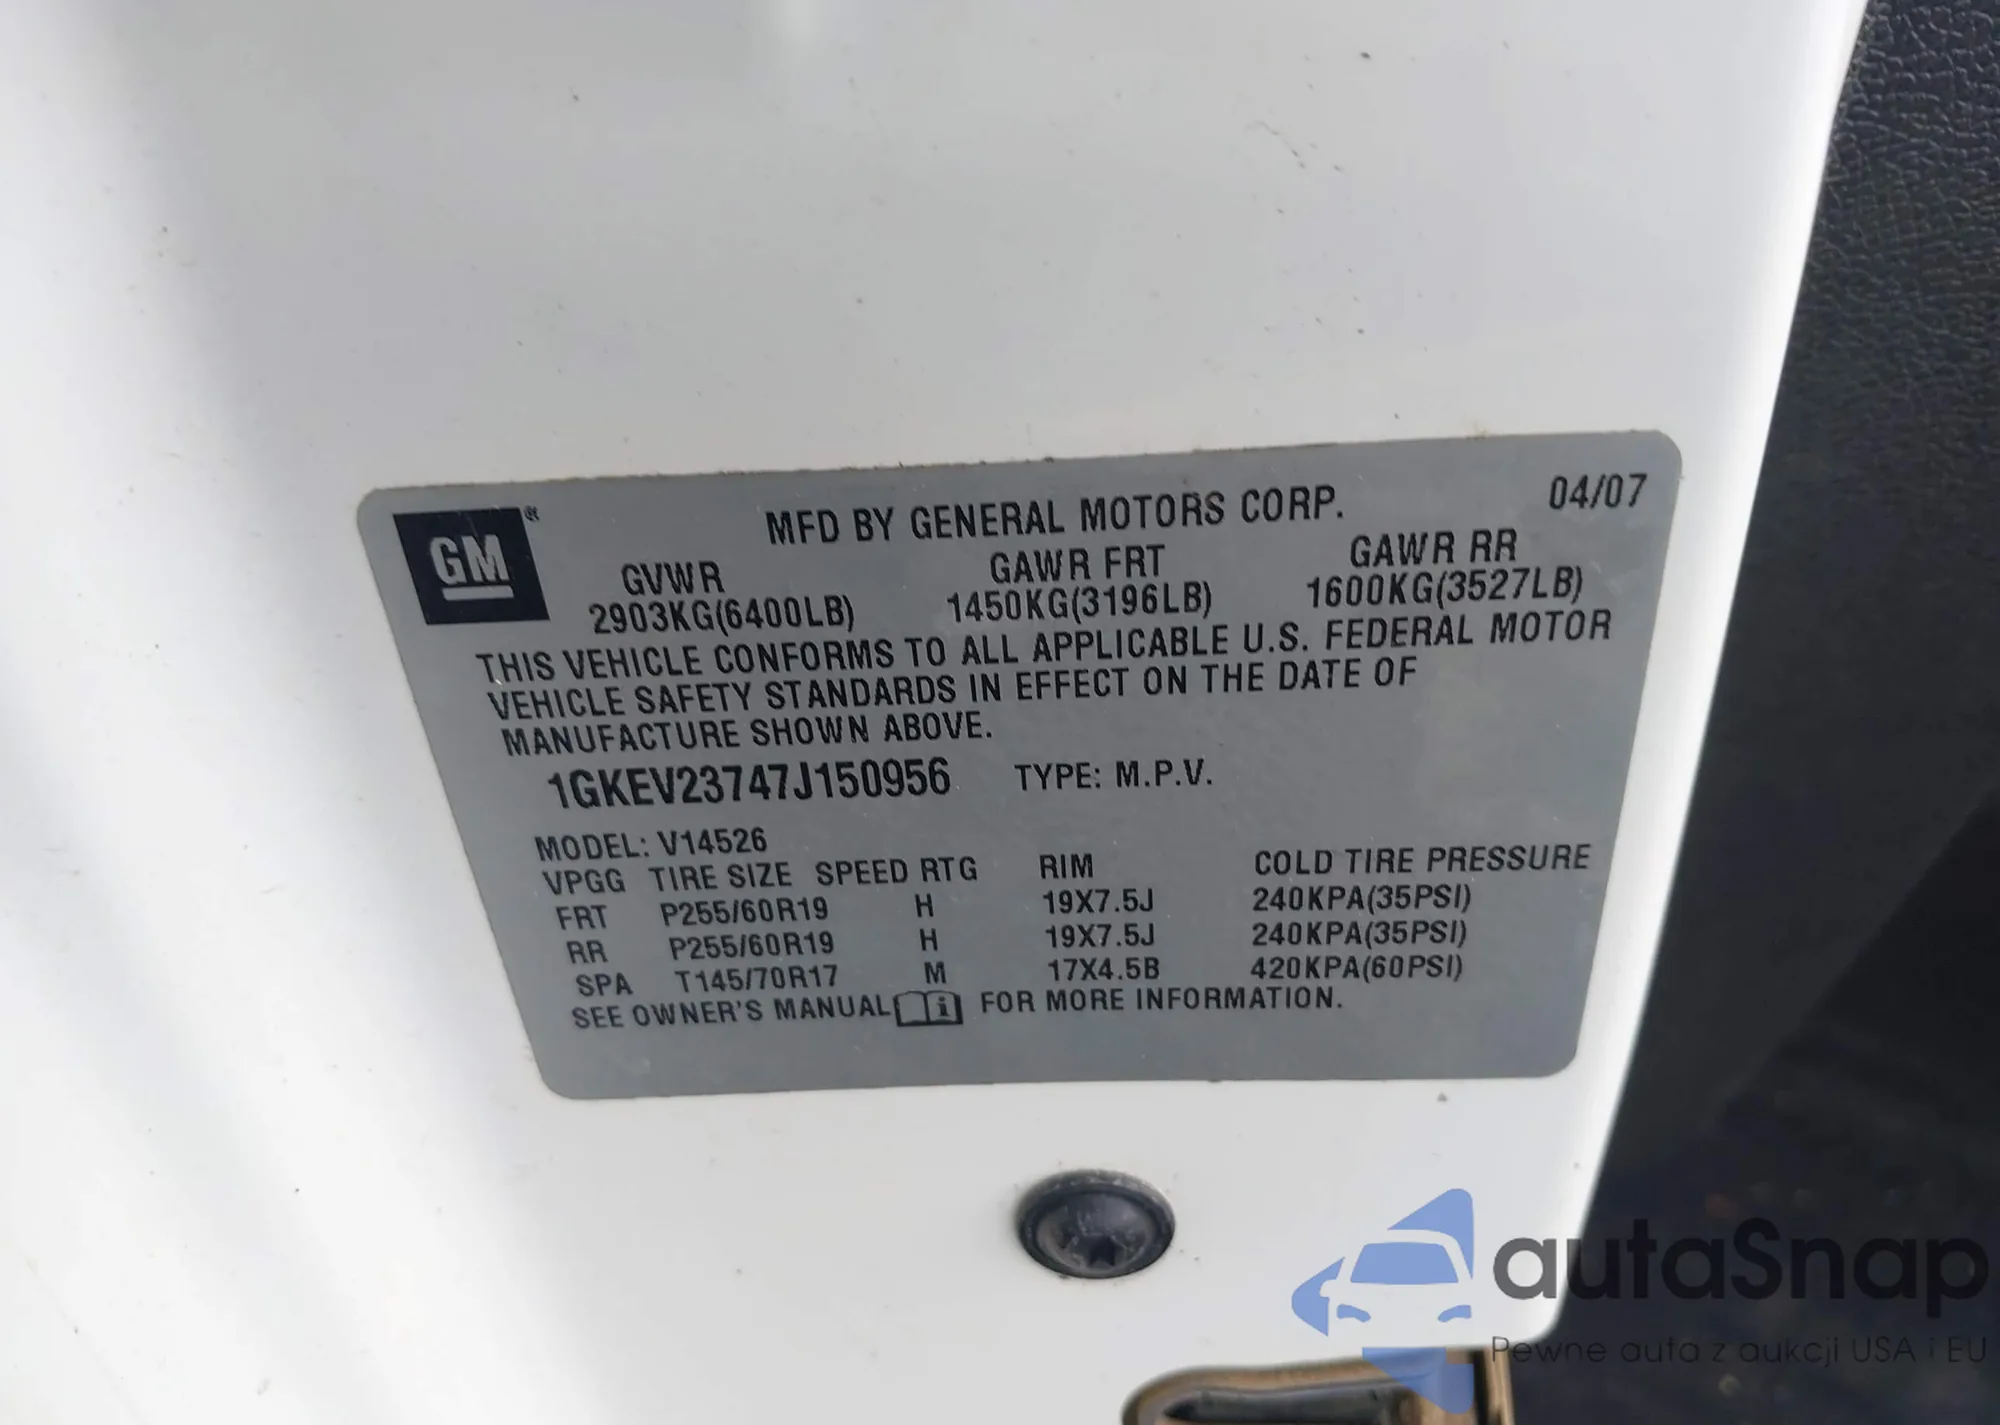 GM®
MFD BY GENERAL MOTORS CORP. 04/07
GVWR GAWR FRT GAWR RR
2903KG(6400LB) 1450KG(3196LB) 1600KG(3527LB)
THIS VEHICLE CONFORMS TO ALL APPLICABLE U.S. FEDERAL MOTOR
VEHICLE SAFETY STANDARDS IN EFFECT ON THE DATE OF
MANUFACTURE SHOWN ABOVE.
1GKEV23747J150956 TYPE: M.P.V.
MODEL: V14526
VPGG TIRE SIZE SPEED RTG RIM COLD TIRE PRESSURE
FRT P255/60R19 H 19X7.5J 240KPA(35PSI)
RR P255/60R19 H 19X7.5J 240KPA(35PSI)
SPA T145/70R17 M 17X4.5B 420KPA(60PSI)
SEE OWNER'S MANUAL i FOR MORE INFORMATION.
autaSnap
Pewne auta z aukcji USA i EU